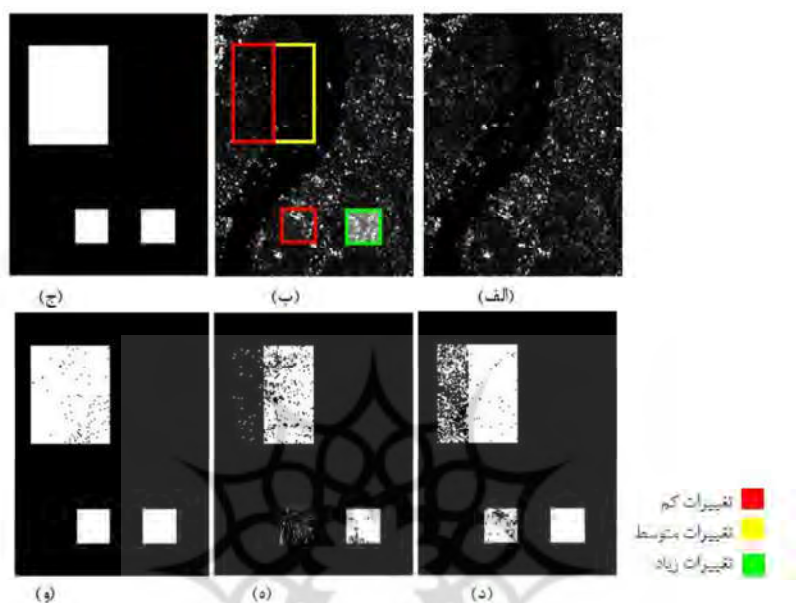 (الف)
(ب)
(ج)
تغییرات کم
تغییرات متوسط
تغییرات زیاد
(د)
(ه)
(و)